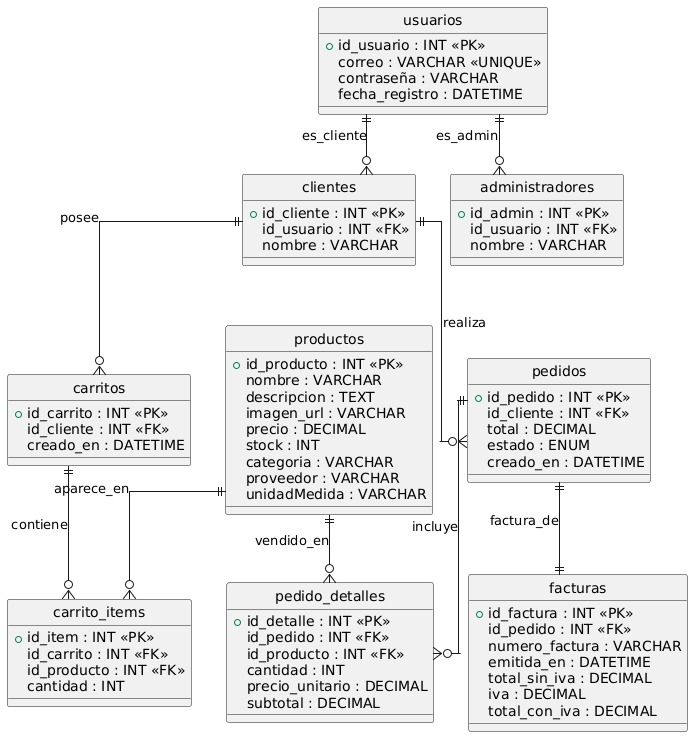 usuarios
id_usuario : INT «PK»
correo : VARCHAR «UNIQUE»
contraseña : VARCHAR
fecha_registro : DATETIME
es_cliente
es_admin
clientes
id_cliente : INT «PK»
id_usuario : INT «FK»
nombre : VARCHAR
administradores
id_admin : INT «PK»
id_usuario : INT «FK»
nombre : VARCHAR
posee
realiza
productos
id_producto : INT «PK»
nombre : VARCHAR
descripcion : TEXT
imagen_url : VARCHAR
precio : DECIMAL
stock : INT
categoria : VARCHAR
proveedor : VARCHAR
unidadMedida : VARCHAR
pedidos
id_pedido : INT «PK»
id_cliente : INT «FK»
total : DECIMAL
estado : ENUM
creado_en : DATETIME
carritos
id_carrito : INT «PK»
id_cliente : INT «FK»
creado_en : DATETIME
aparece_en
contiene
vendido_en
incluye
factura_de
carrito_items
id_item : INT «PK»
id_carrito : INT «FK»
id_producto : INT «FK»
cantidad : INT
pedido_detalles
id_detalle : INT «PK»
id_pedido : INT «FK»
id_producto : INT «FK»
cantidad : INT
precio_unitario : DECIMAL
subtotal : DECIMAL
facturas
id_factura : INT «PK»
id_pedido : INT «FK»
numero_factura : VARCHAR
emitida_en : DATETIME
total_sin_iva : DECIMAL
iva : DECIMAL
total_con_iva : DECIMAL